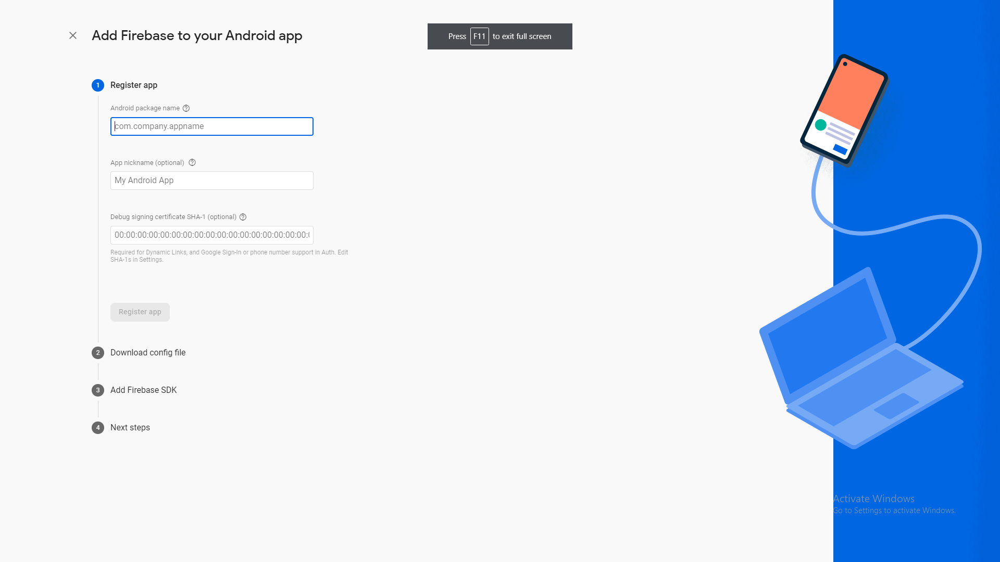 Add Firebase to your Android app
Press F11 to exit full screen
1 Register app
Android package name
com.company.appname
App nickname (optional)
My Android App
Debug signing certificate SHA-1 (optional)
00:00:00:00:00:00:00:00:00:00:00:00:00:00:00:00:00:
Required for Dynamic Links, and Google Sign-In or phone number support in Auth. Edit
SHA-1s in Settings.
Register app
2 Download config file
3 Add Firebase SDK
4 Next steps
Activate Windows
Go to Settings to activate Windows.